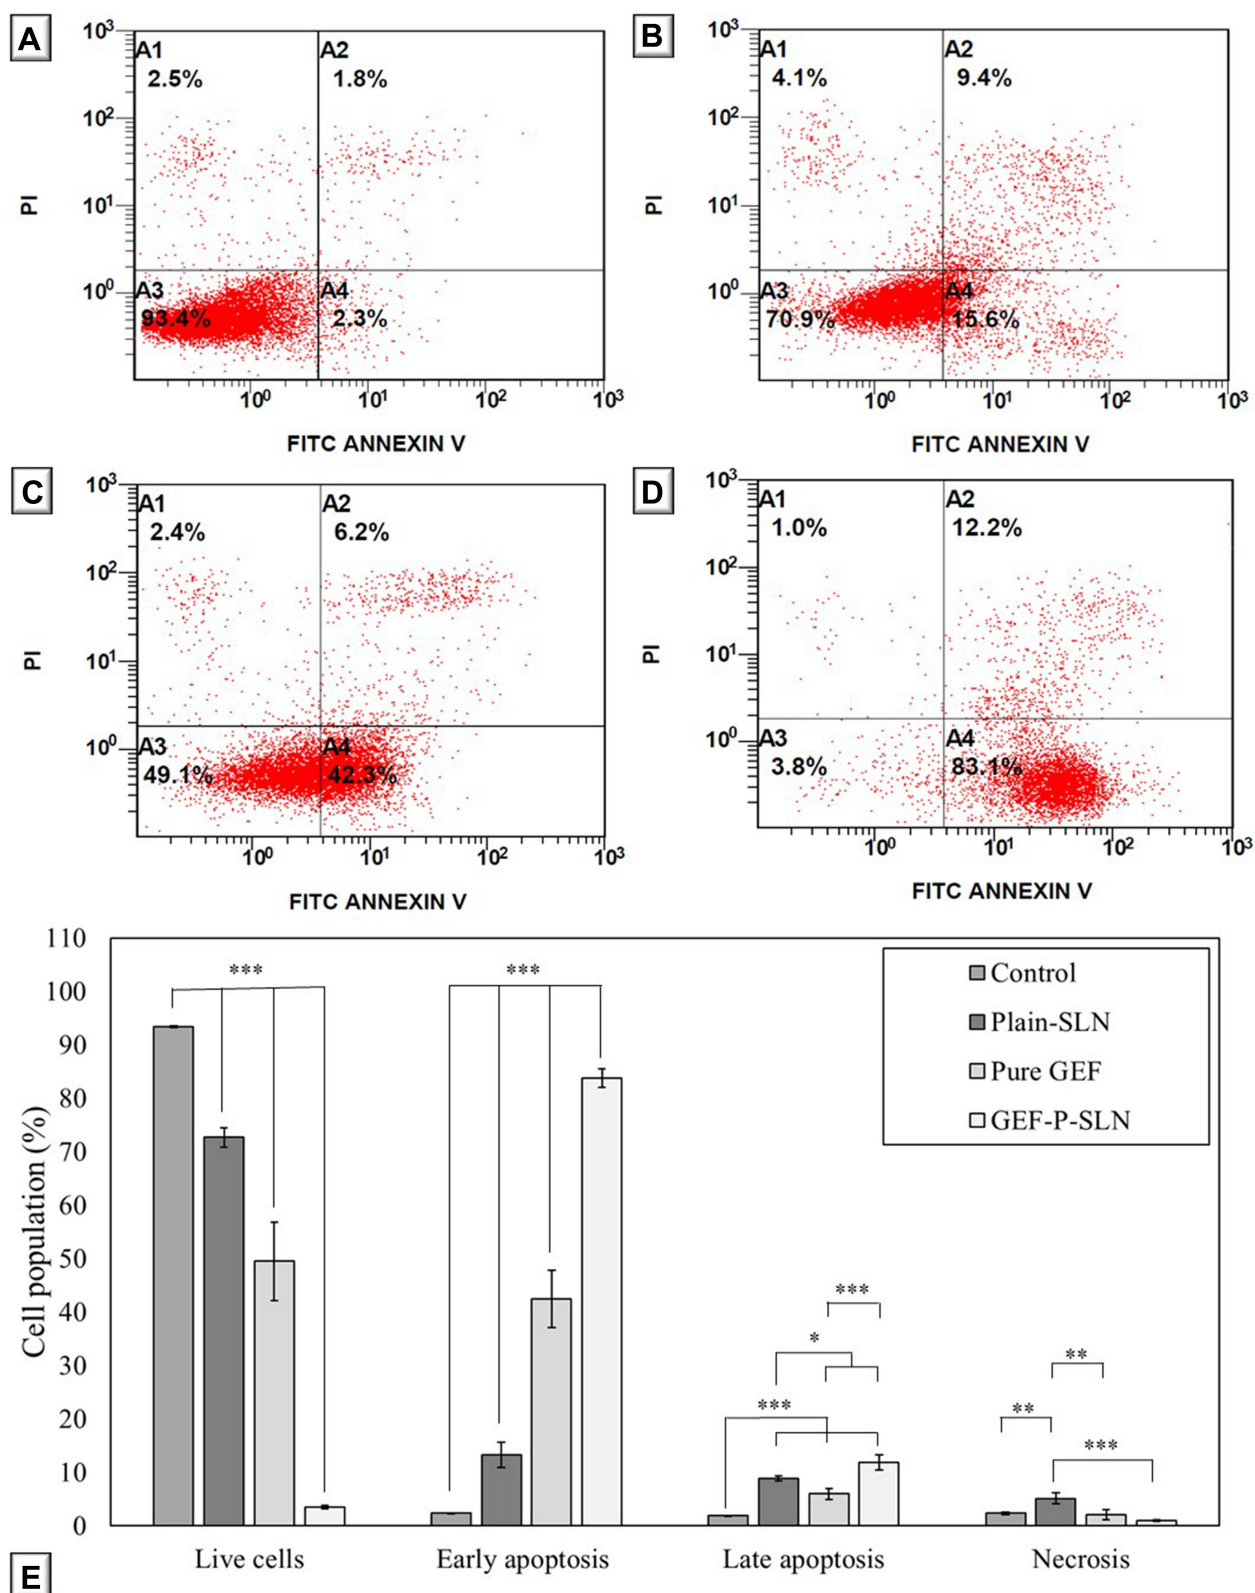 A
10³
A1
2.5%
A2
1.8%
10²
PI
10¹
10⁰
A3
93.4%
A4
2.3%
10⁰ 10¹ 10² 10³
FITC ANNEXIN V
B
10³
A1
4.1%
A2
9.4%
10²
PI
10¹
10⁰
A3
70.9%
A4
15.6%
10⁰ 10¹ 10² 10³
FITC ANNEXIN V
C
10³
A1
2.4%
A2
6.2%
10²
PI
10¹
10⁰
A3
49.1%
A4
42.3%
10⁰ 10¹ 10² 10³
FITC ANNEXIN V
D
10³
A1
1.0%
A2
12.2%
10²
PI
10¹
10⁰
A3
3.8%
A4
83.1%
10⁰ 10¹ 10² 10³
FITC ANNEXIN V
Cell population (%)
110
100
90
80
70
60
50
40
30
20
10
0
***
***
***
*
***
**
**
***
Control
Plain-SLN
Pure GEF
GEF-P-SLN
Live cells Early apoptosis Late apoptosis Necrosis
E